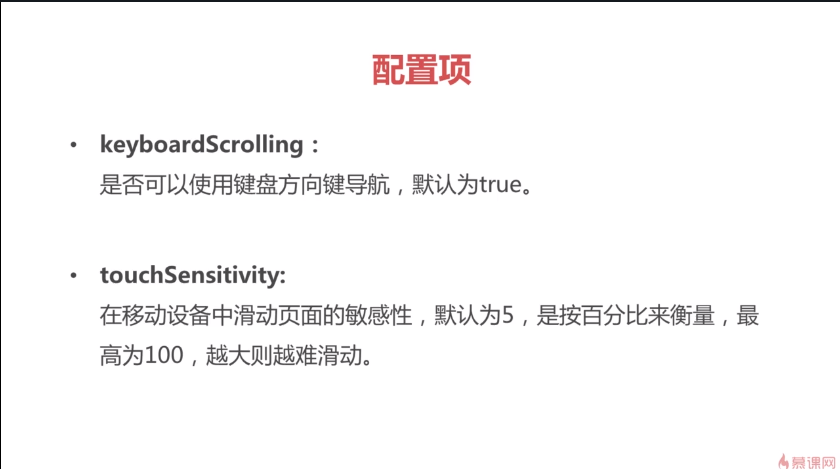 配置项
• keyboardScrolling：
是否可以使用键盘方向键导航，默认为true。
• touchSensitivity:
在移动设备中滑动页面的敏感性，默认为5，是按百分比来衡量，最
高为100，越大则越难滑动。
慕课网